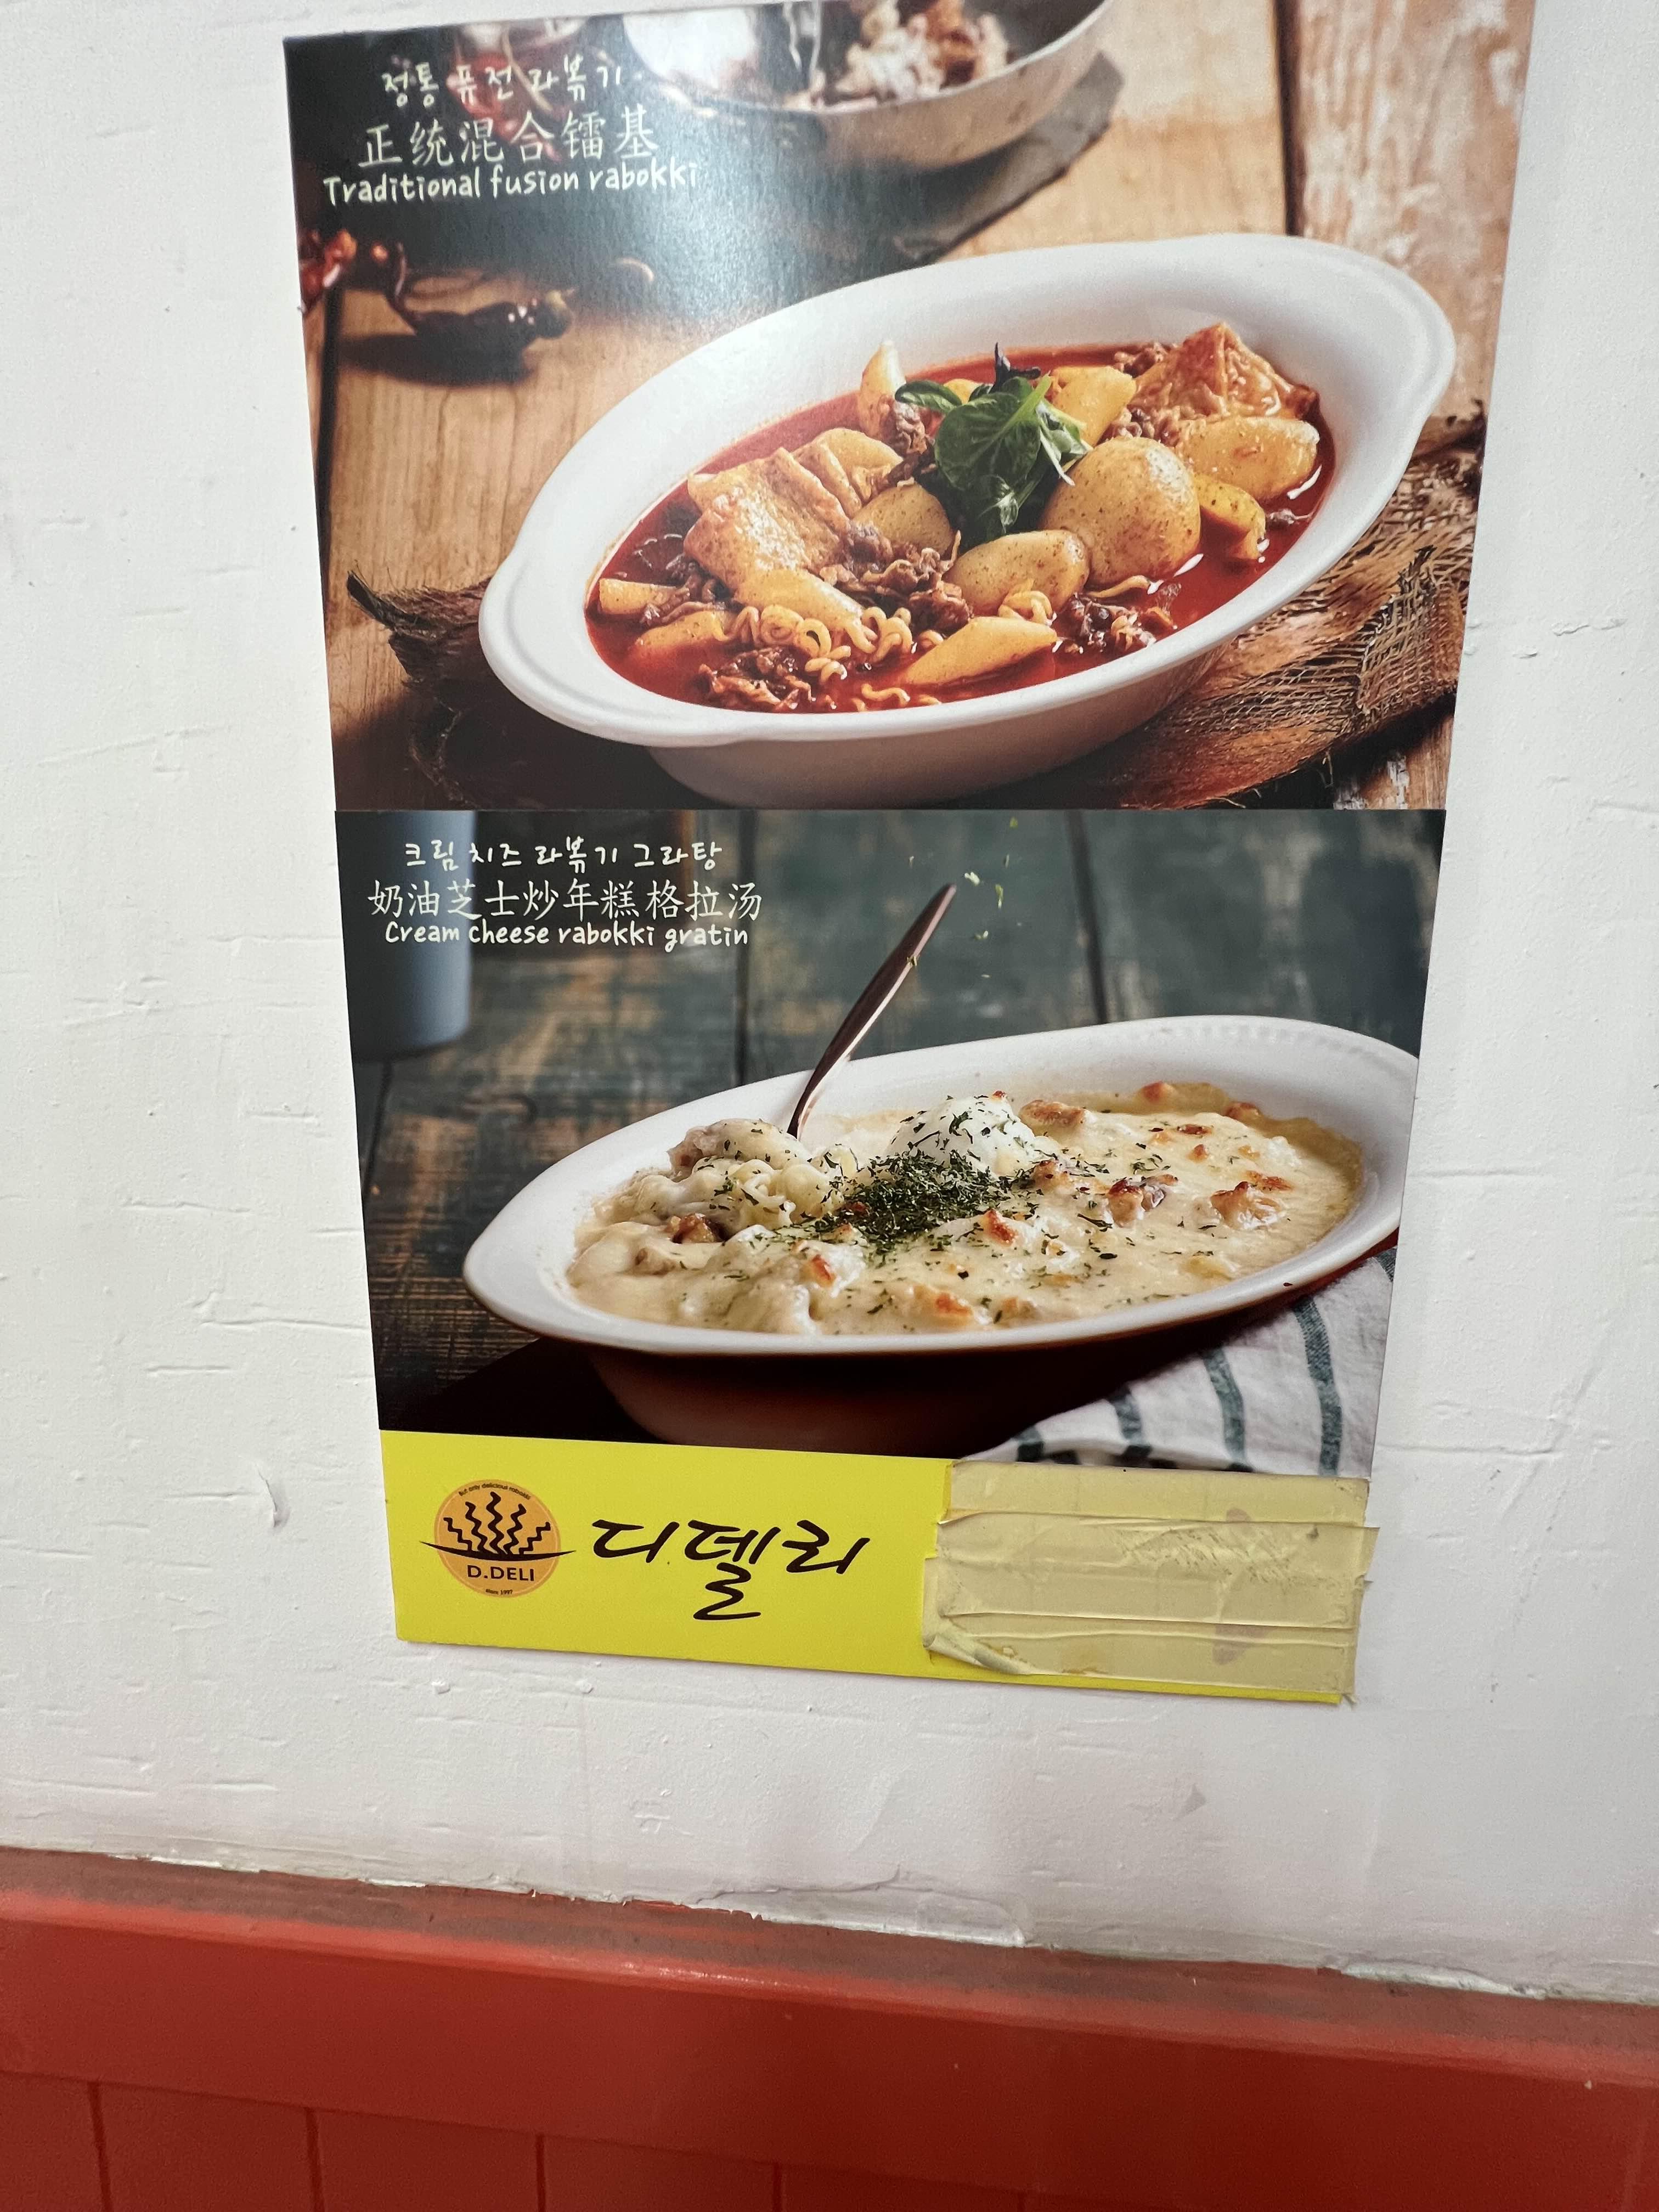 정통 퓨전 라볶기
正统混合镭基
Traditional fusion rabokki
크림 치즈 라볶기 그라탕
奶油芝士炒年糕格拉汤
Cream cheese rabokki gratin
D.DELI
since 1997
디델리